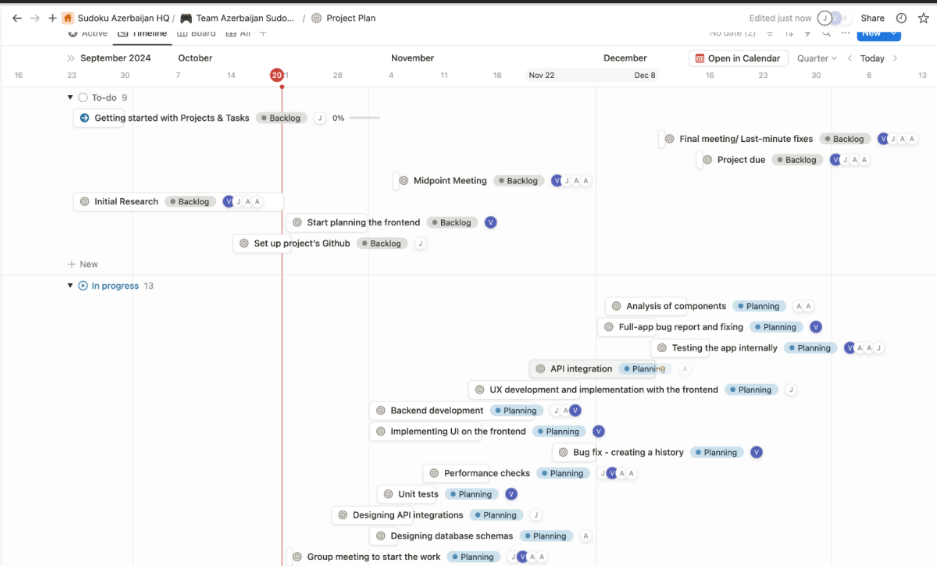 Sudoku Azerbaijan HQ / Team Azerbaijan Sudo... / Project Plan Edited just now J V A Share
Active Timeline Board All + No date (2) New
September 2024 October November December Open in Calendar Quarter Today
16 23 30 7 14 20 21 28 4 11 18 Nov 22 Dec 8 16 23 30 6 13
To-do 9
Getting started with Projects & Tasks Backlog J 0%
Final meeting/ Last-minute fixes Backlog V J A A
Project due Backlog V J A A
Midpoint Meeting Backlog V J A A
Initial Research Backlog V J A A
Start planning the frontend Backlog V
Set up project's Github Backlog J
+ New
In progress 13
Analysis of components Planning A A
Full-app bug report and fixing Planning V
Testing the app internally Planning V A A J
API integration Planning A
UX development and implementation with the frontend Planning J
Backend development Planning J A V
Implementing UI on the frontend Planning V
Bug fix - creating a history Planning V
Performance checks Planning J V A A
Unit tests Planning V
Designing API integrations Planning J
Designing database schemas Planning A
Group meeting to start the work Planning J V A A